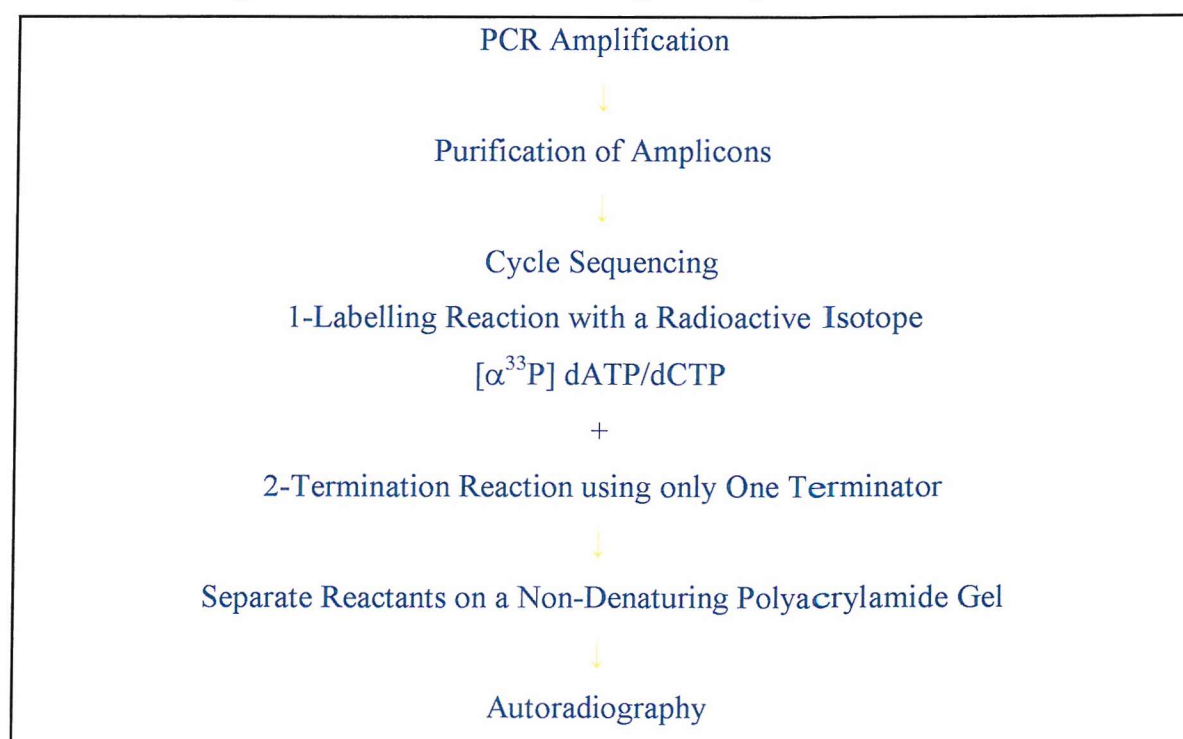 PCR Amplification
↓
Purification of Amplicons
↓
Cycle Sequencing
1-Labelling Reaction with a Radioactive Isotope
[α³³P] dATP/dCTP
+
2-Termination Reaction using only One Terminator
↓
Separate Reactants on a Non-Denaturing Polyacrylamide Gel
↓
Autoradiography